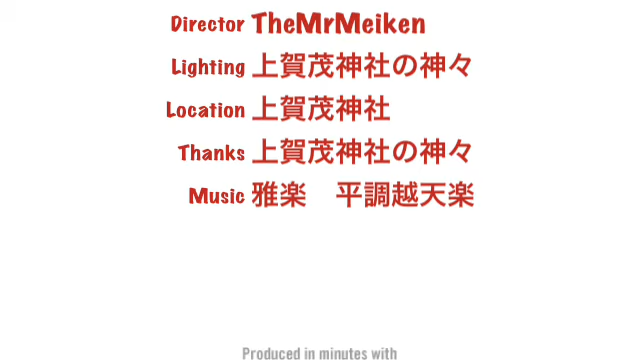 Director TheMrMeiken
Lighting 上賀茂神社の神々
Location 上賀茂神社
Thanks 上賀茂神社の神々
Music 雅楽　平調越天楽
Produced in minutes with